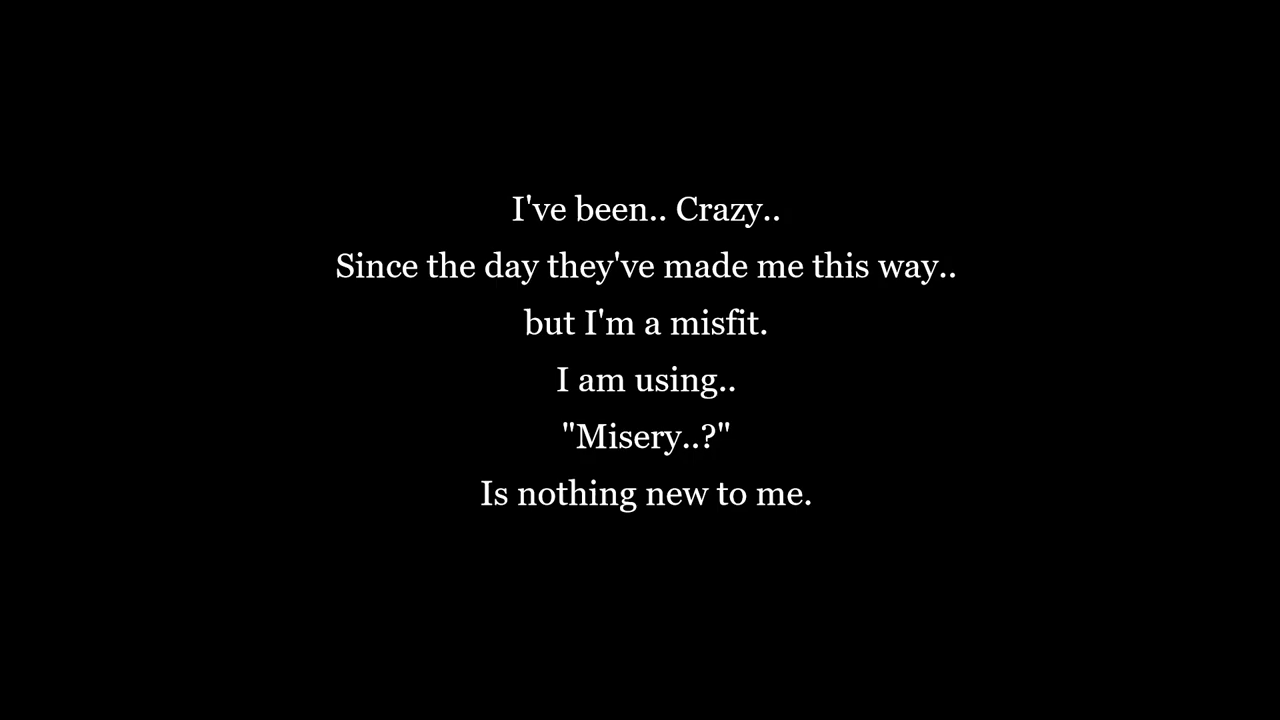 I've been.. Crazy..
Since the day they've made me this way..
but I'm a misfit.
I am using..
"Misery..?"
Is nothing new to me.